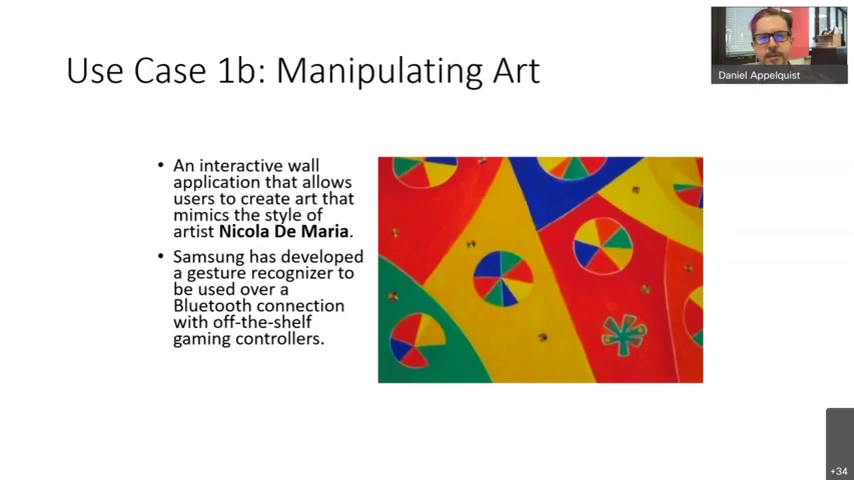 Daniel Appelquist
Use Case 1b: Manipulating Art
• An interactive wall
application that allows
users to create art that
mimics the style of
artist Nicola De Maria.
• Samsung has developed
a gesture recognizer to
be used over a
Bluetooth connection
with off-the-shelf
gaming controllers.
+34